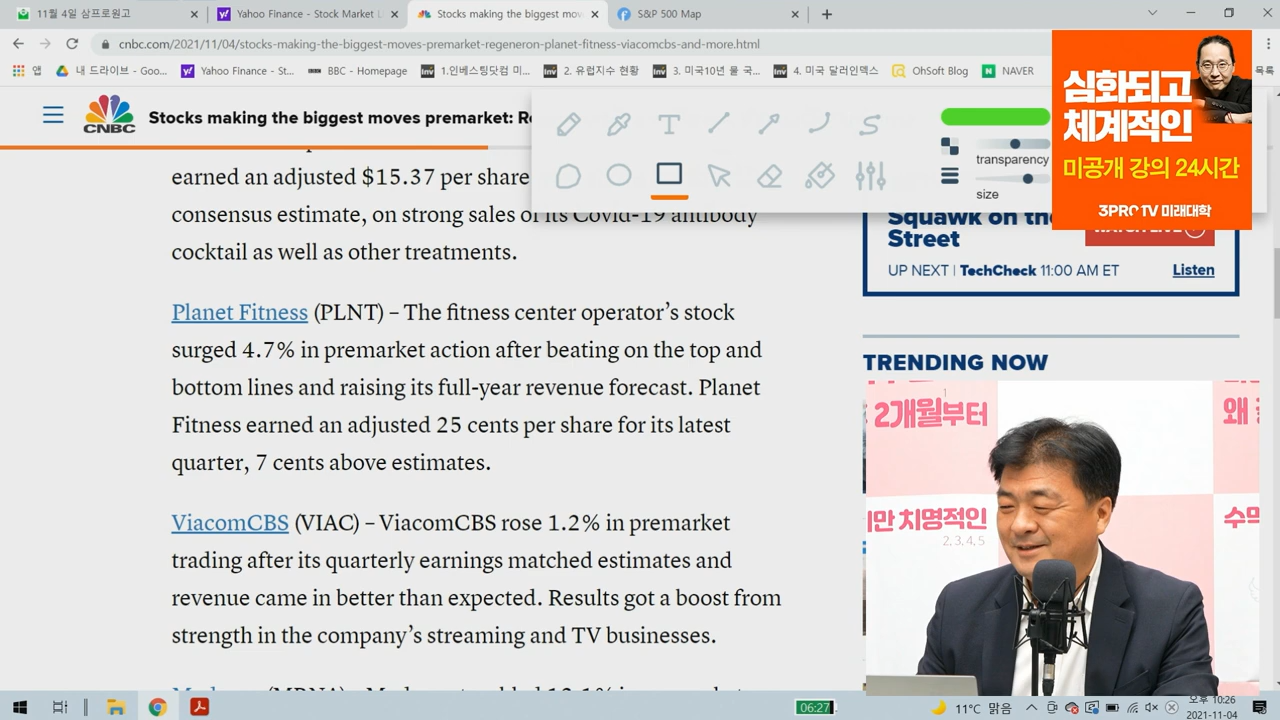 11월 4일 삼프로원고
Yahoo Finance - Stock Market L
Stocks making the biggest mov
S&P 500 Map
cnbc.com/2021/11/04/stocks-making-the-biggest-moves-premarket-regeneron-planet-fitness-viacomcbs-and-more.html
앱
내 드라이브 - Goo...
Yahoo Finance - St...
BBC - Homepage
1.인베스팅닷컴 미...
2. 유럽지수 현황
3. 미국10년 물 국...
4. 미국 달러인덱스
OhSoft Blog
NAVER
목록
심화되고
체계적인
미공개 강의 24시간
3PRO TV 미래대학
CNBC
Stocks making the biggest moves premarket: Re
transparency
size
earned an adjusted $15.37 per share
consensus estimate, on strong sales of its Covid-19 antibody
cocktail as well as other treatments.
Squawk on the
Street
WATCH LIVE
UP NEXT | TechCheck 11:00 AM ET
Listen
Planet Fitness (PLNT) – The fitness center operator's stock
surged 4.7% in premarket action after beating on the top and
bottom lines and raising its full-year revenue forecast. Planet
Fitness earned an adjusted 25 cents per share for its latest
quarter, 7 cents above estimates.
TRENDING NOW
2개월부터
왜
만 치명적인
2.3.4.5
수막
ViacomCBS (VIAC) – ViacomCBS rose 1.2% in premarket
trading after its quarterly earnings matched estimates and
revenue came in better than expected. Results got a boost from
strength in the company's streaming and TV businesses.
06:27
11°C 맑음
오후 10:26
2021-11-04